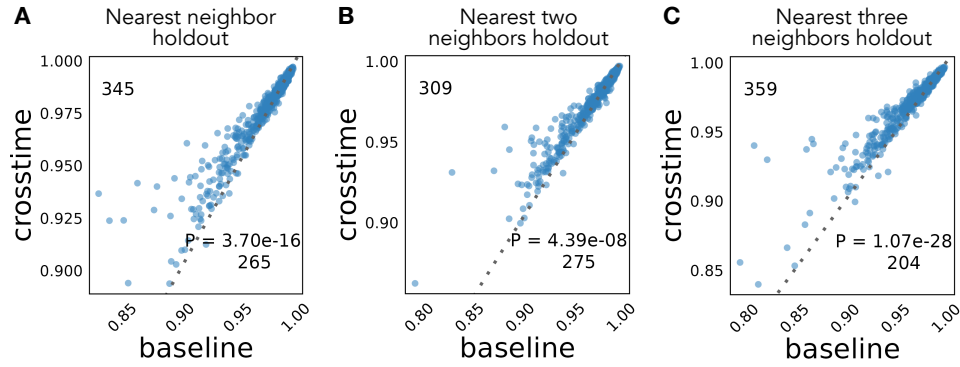 A
Nearest neighbor
holdout
1.000
0.975
0.950
0.925
0.900
crosstime
345
P = 3.70e-16
265
0.85
0.90
0.95
1.00
baseline
B
Nearest two
neighbors holdout
1.00
0.95
0.90
crosstime
309
P = 4.39e-08
275
0.80
0.85
0.90
0.95
1.00
baseline
C
Nearest three
neighbors holdout
1.00
0.95
0.90
0.85
crosstime
359
P = 1.07e-28
204
0.80
0.85
0.90
0.95
1.00
baseline